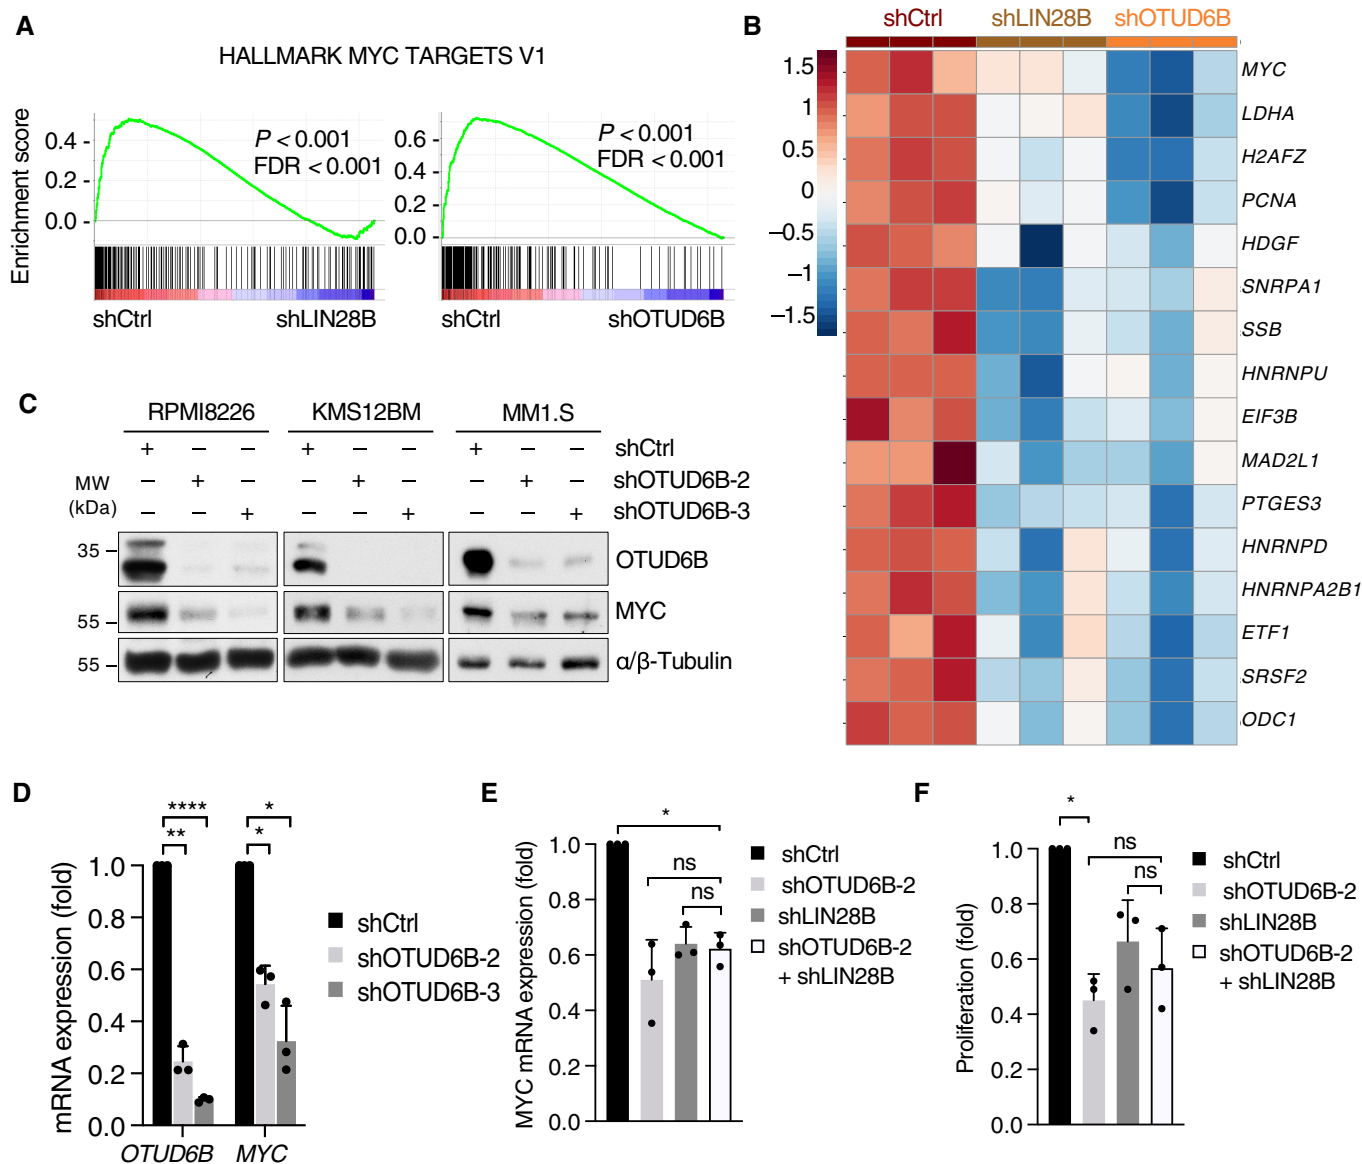 A
HALLMARK MYC TARGETS V1
Enrichment score
0.4
0.2
0.0
P < 0.001
FDR < 0.001
shCtrl
shLIN28B
0.6
0.4
0.2
0.0
P < 0.001
FDR < 0.001
shCtrl
shOTUD6B
B
shCtrl
shLIN28B
shOTUD6B
1.5
1
0.5
0
−0.5
−1
−1.5
MYC
LDHA
H2AFZ
PCNA
HDGF
SNRPA1
SSB
HNRNPU
EIF3B
MAD2L1
PTGES3
HNRNPD
HNRNPA2B1
ETF1
SRSF2
ODC1
C
RPMI8226
KMS12BM
MM1.S
+ − − + − − + − − shCtrl
− + − − + − − + − shOTUD6B-2
− − + − − + − − + shOTUD6B-3
MW
(kDa)
35
OTUD6B
55
MYC
55
α/β-Tubulin
D
mRNA expression (fold)
1.0
0.8
0.6
0.4
0.2
0.0
****
**
*
*
OTUD6B
MYC
shCtrl
shOTUD6B-2
shOTUD6B-3
E
MYC mRNA expression (fold)
1.0
0.8
0.6
0.4
0.2
0.0
*
ns
ns
shCtrl
shOTUD6B-2
shLIN28B
shOTUD6B-2
+ shLIN28B
F
Proliferation (fold)
1.0
0.8
0.6
0.4
0.2
0.0
*
ns
ns
shCtrl
shOTUD6B-2
shLIN28B
shOTUD6B-2
+ shLIN28B